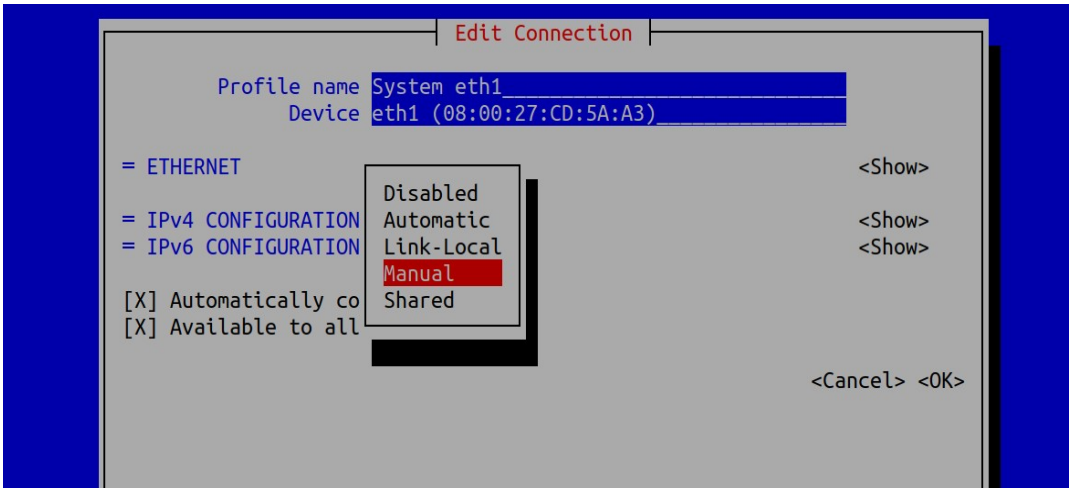 Edit Connection
Profile name System eth1
Device eth1 (08:00:27:CD:5A:A3)
= ETHERNET <Show>
Disabled
= IPv4 CONFIGURATION Automatic <Show>
= IPv6 CONFIGURATION Link-Local <Show>
Manual
[X] Automatically co Shared
[X] Available to all
<Cancel> <OK>